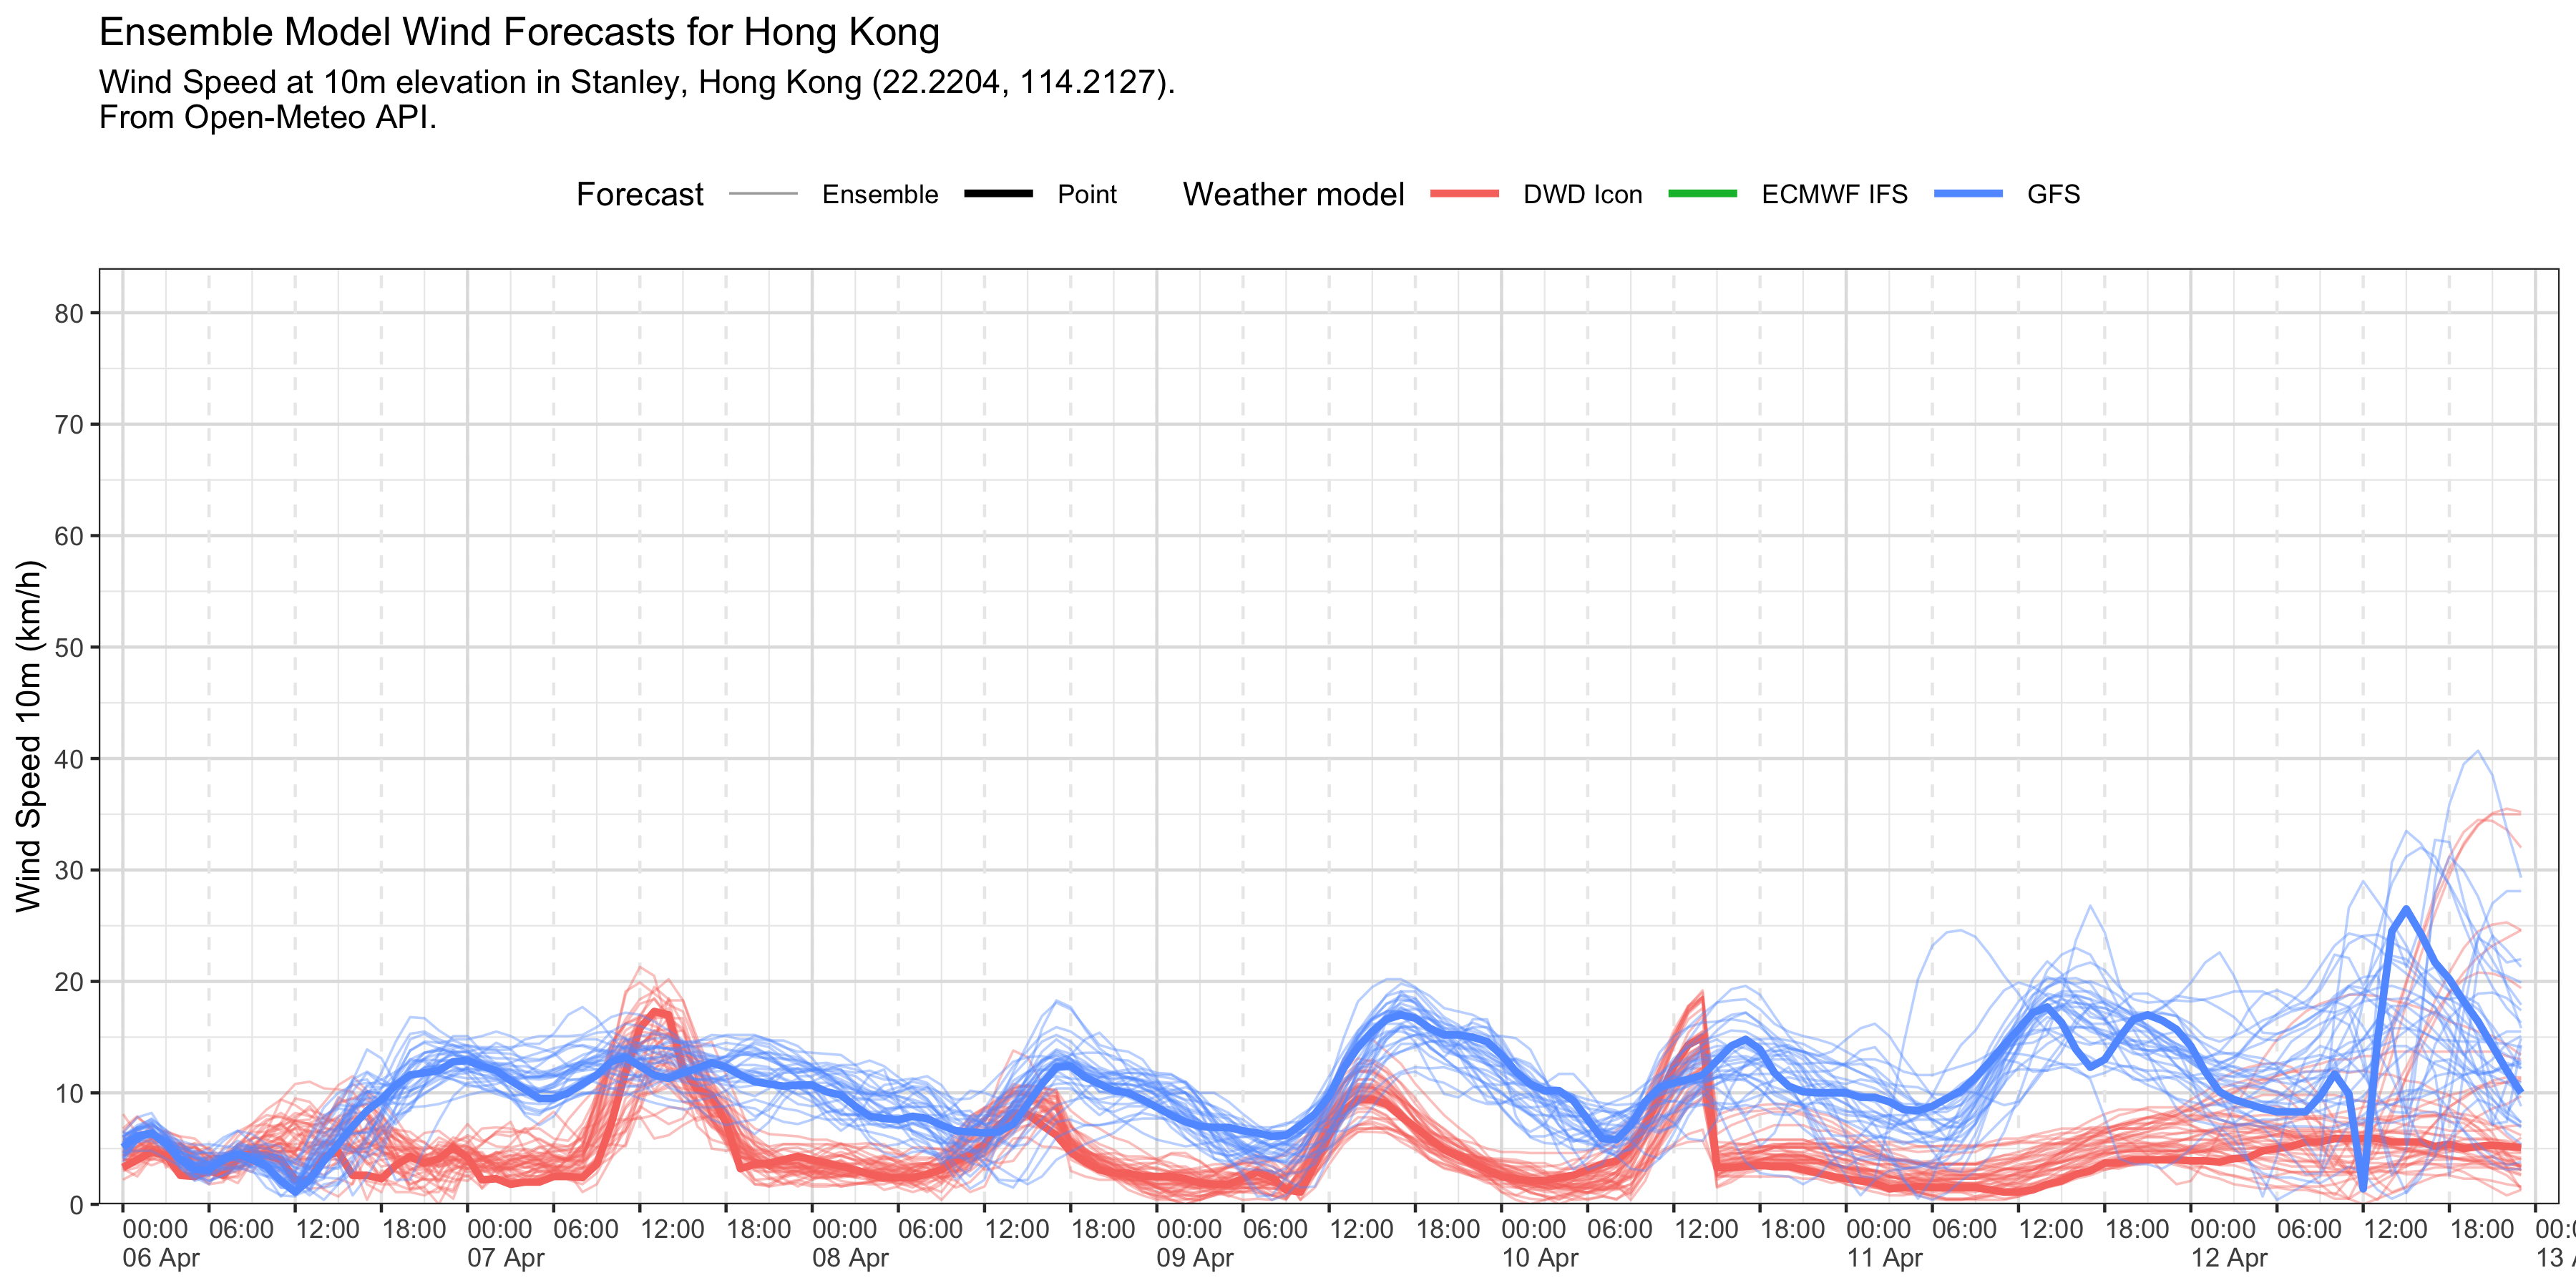 Ensemble Model Wind Forecasts for Hong Kong
Wind Speed at 10m elevation in Stanley, Hong Kong (22.2204, 114.2127).
From Open-Meteo API.
Forecast Ensemble Point Weather model DWD Icon ECMWF IFS GFS
Wind Speed 10m (km/h)
80
70
60
50
40
30
20
10
0
00:00 06:00 12:00 18:00 00:00 06:00 12:00 18:00 00:00 06:00 12:00 18:00 00:00 06:00 12:00 18:00 00:00 06:00 12:00 18:00 00:00 06:00 12:00 18:00 00:00 06:00 12:00 18:00
06 Apr 07 Apr 08 Apr 09 Apr 10 Apr 11 Apr 12 Apr 13